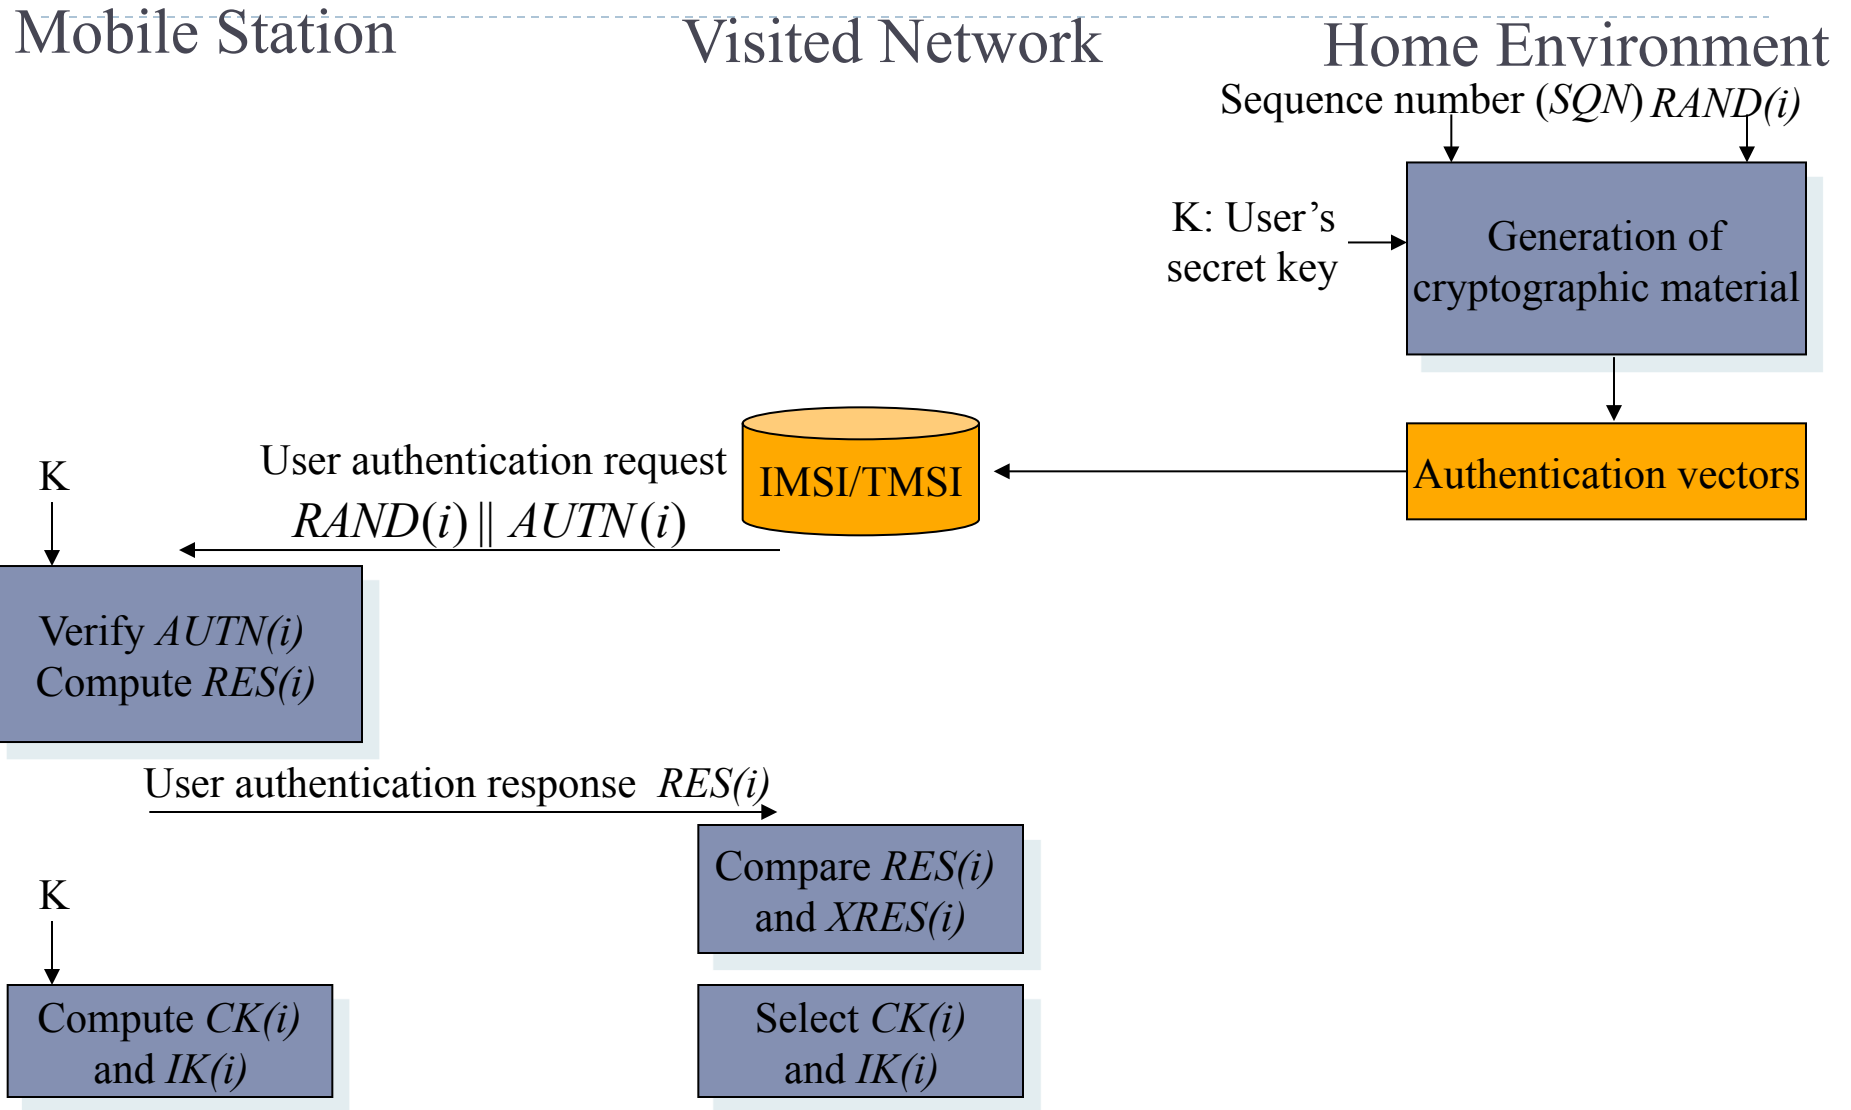 Mobile Station
Visited Network
Home Environment
Sequence number (SQN) RAND(i)
K: User’s
secret key
Generation of
cryptographic material
Authentication vectors
IMSI/TMSI
User authentication request
RAND(i) || AUTN(i)
K
Verify AUTN(i)
Compute RES(i)
User authentication response RES(i)
Compare RES(i)
and XRES(i)
K
Compute CK(i)
and IK(i)
Select CK(i)
and IK(i)